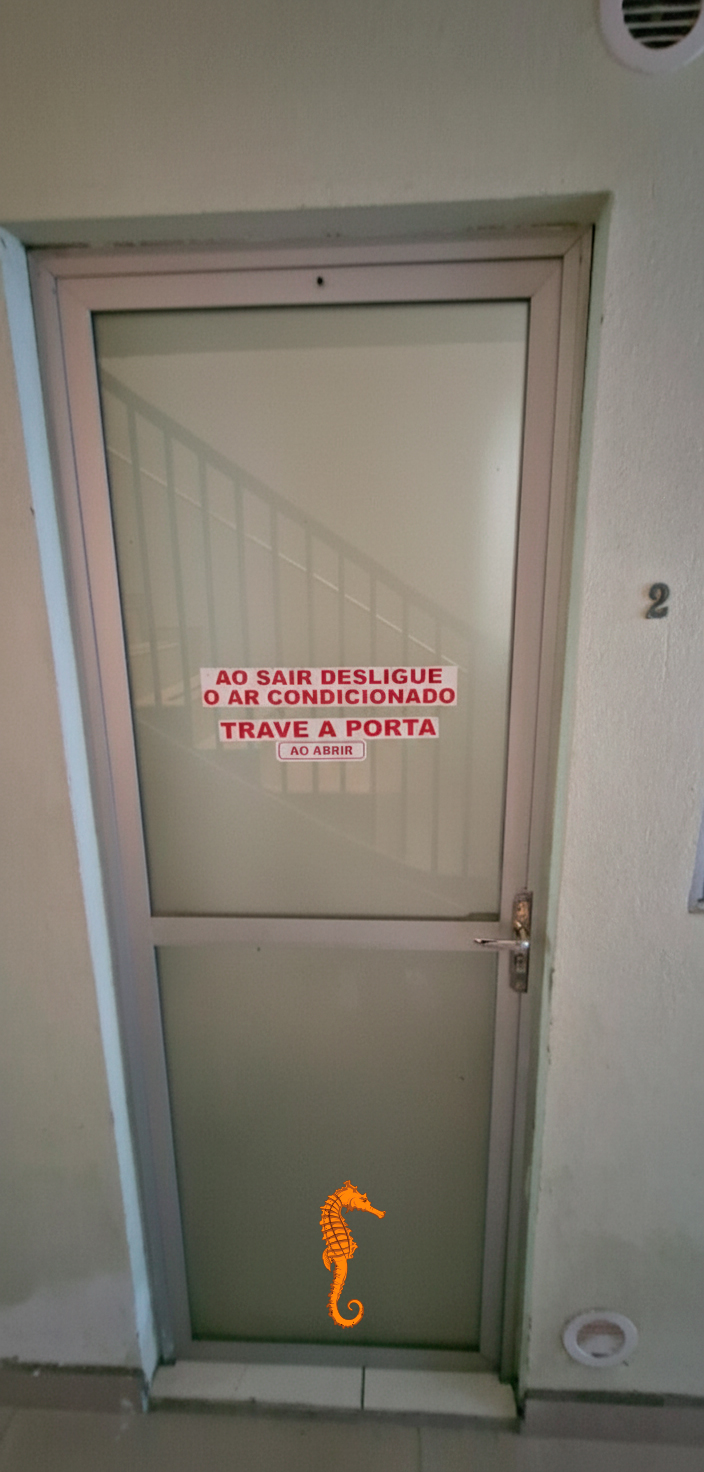 AO SAIR DESLIGUE
O AR CONDICIONADO
TRAVE A PORTA
AO ABRIR
2